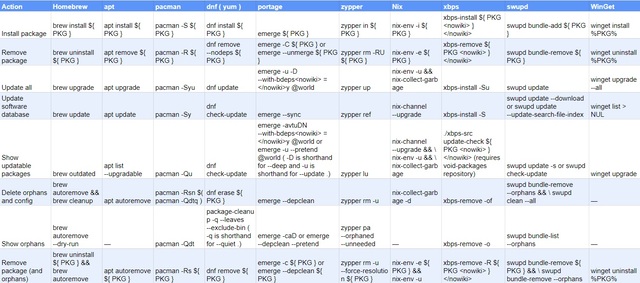 Action Homebrew apt pacman dnf ( yum ) portage zypper Nix xbps swupd WinGet
Install package brew install ${ PKG } apt install ${ PKG } pacman -S ${ PKG } dnf install ${ PKG } emerge ${ PKG } zypper in ${ PKG } nix-env -i ${ PKG } xbps-install ${ PKG <nowiki> } </nowiki> swupd bundle-add ${ PKG } winget install %PKG%
Remove package brew uninstall ${ PKG } apt remove ${ PKG } pacman -R ${ PKG } dnf remove --nodeps ${ PKG } emerge -C ${ PKG } or emerge --unmerge ${ PKG } zypper rm -RU ${ PKG } nix-env -e ${ PKG } xbps-remove ${ PKG <nowiki> } </nowiki> swupd bundle-remove ${ PKG } winget uninstall %PKG%
Update all brew upgrade apt upgrade pacman -Syu dnf update emerge -u -D --with-bdeps<nowiki> = </nowiki>y @world zypper up nix-env -u && nix-collect-garbage xbps-install -Su swupd update winget upgrade --all
Update software database brew update apt update pacman -Sy dnf check-update emerge --sync zypper ref nix-channel --upgrade xbps-install -S swupd update --download or swupd update --update-search-file-index winget list > NUL
Show updatable packages brew outdated apt list --upgradable pacman -Qu dnf check-update emerge -avtuDN --with-bdeps<nowiki> = </nowiki>y @world or emerge -u --pretend @world ( -D is shorthand for --deep and -u is shorthand for --update .) zypper lu nix-channel --upgrade && \ nix-env -u && \ nix-collect-garbage ./xbps-src update-check ${ PKG <nowiki> } </nowiki> (requires void-packages repository) swupd update -s or swupd check-update winget upgrade
Delete orphans and config brew autoremove && brew cleanup apt autoremove pacman -Rsn $( pacman -Qdtq ) dnf erase ${ PKG } emerge --depclean zypper rm -u nix-collect-garbage -d xbps-remove -of swupd bundle-remove --orphans && \ swupd clean --all —
Show orphans brew autoremove --dry-run — pacman -Qdt package-cleanup -q --leaves --exclude-bin ( -q is shorthand for --quiet .) emerge -caD or emerge --depclean --pretend zypper pa --orphaned --unneeded — xbps-remove -o swupd bundle-list --orphans —
Remove package (and orphans) brew uninstall ${ PKG } && brew autoremove apt autoremove ${ PKG } pacman -Rs ${ PKG } dnf remove ${ PKG } emerge -c ${ PKG } or emerge --depclean ${ PKG } zypper rm -u --force-resolution ${ PKG } nix-env -e ${ PKG } && nix-env -u xbps-remove -R ${ PKG <nowiki> } </nowiki> swupd bundle-remove ${ PKG } && \ swupd bundle-remove --orphans winget uninstall %PKG%